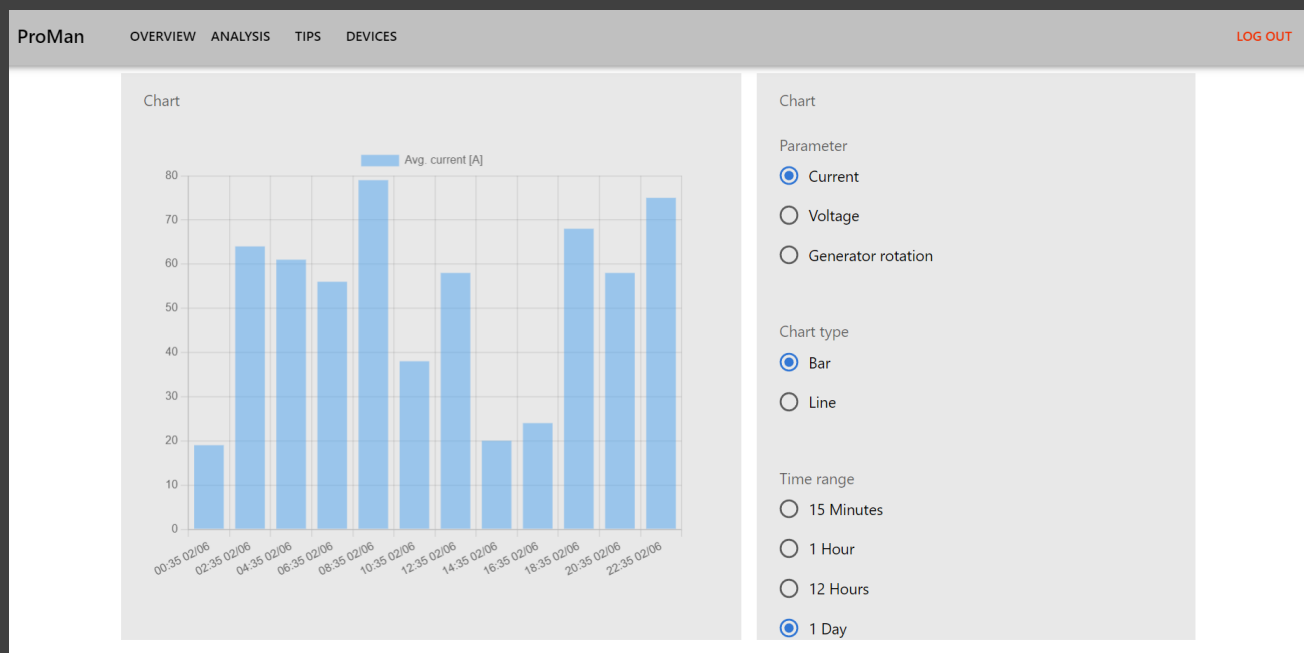 ProMan OVERVIEW ANALYSIS TIPS DEVICES LOG OUT
Chart
Avg. current [A]
80
70
60
50
40
30
20
10
0
00:35 02/06 02:35 02/06 04:35 02/06 06:35 02/06 08:35 02/06 10:35 02/06 12:35 02/06 14:35 02/06 16:35 02/06 18:35 02/06 20:35 02/06 22:35 02/06
Chart
Parameter
Current
Voltage
Generator rotation
Chart type
Bar
Line
Time range
15 Minutes
1 Hour
12 Hours
1 Day